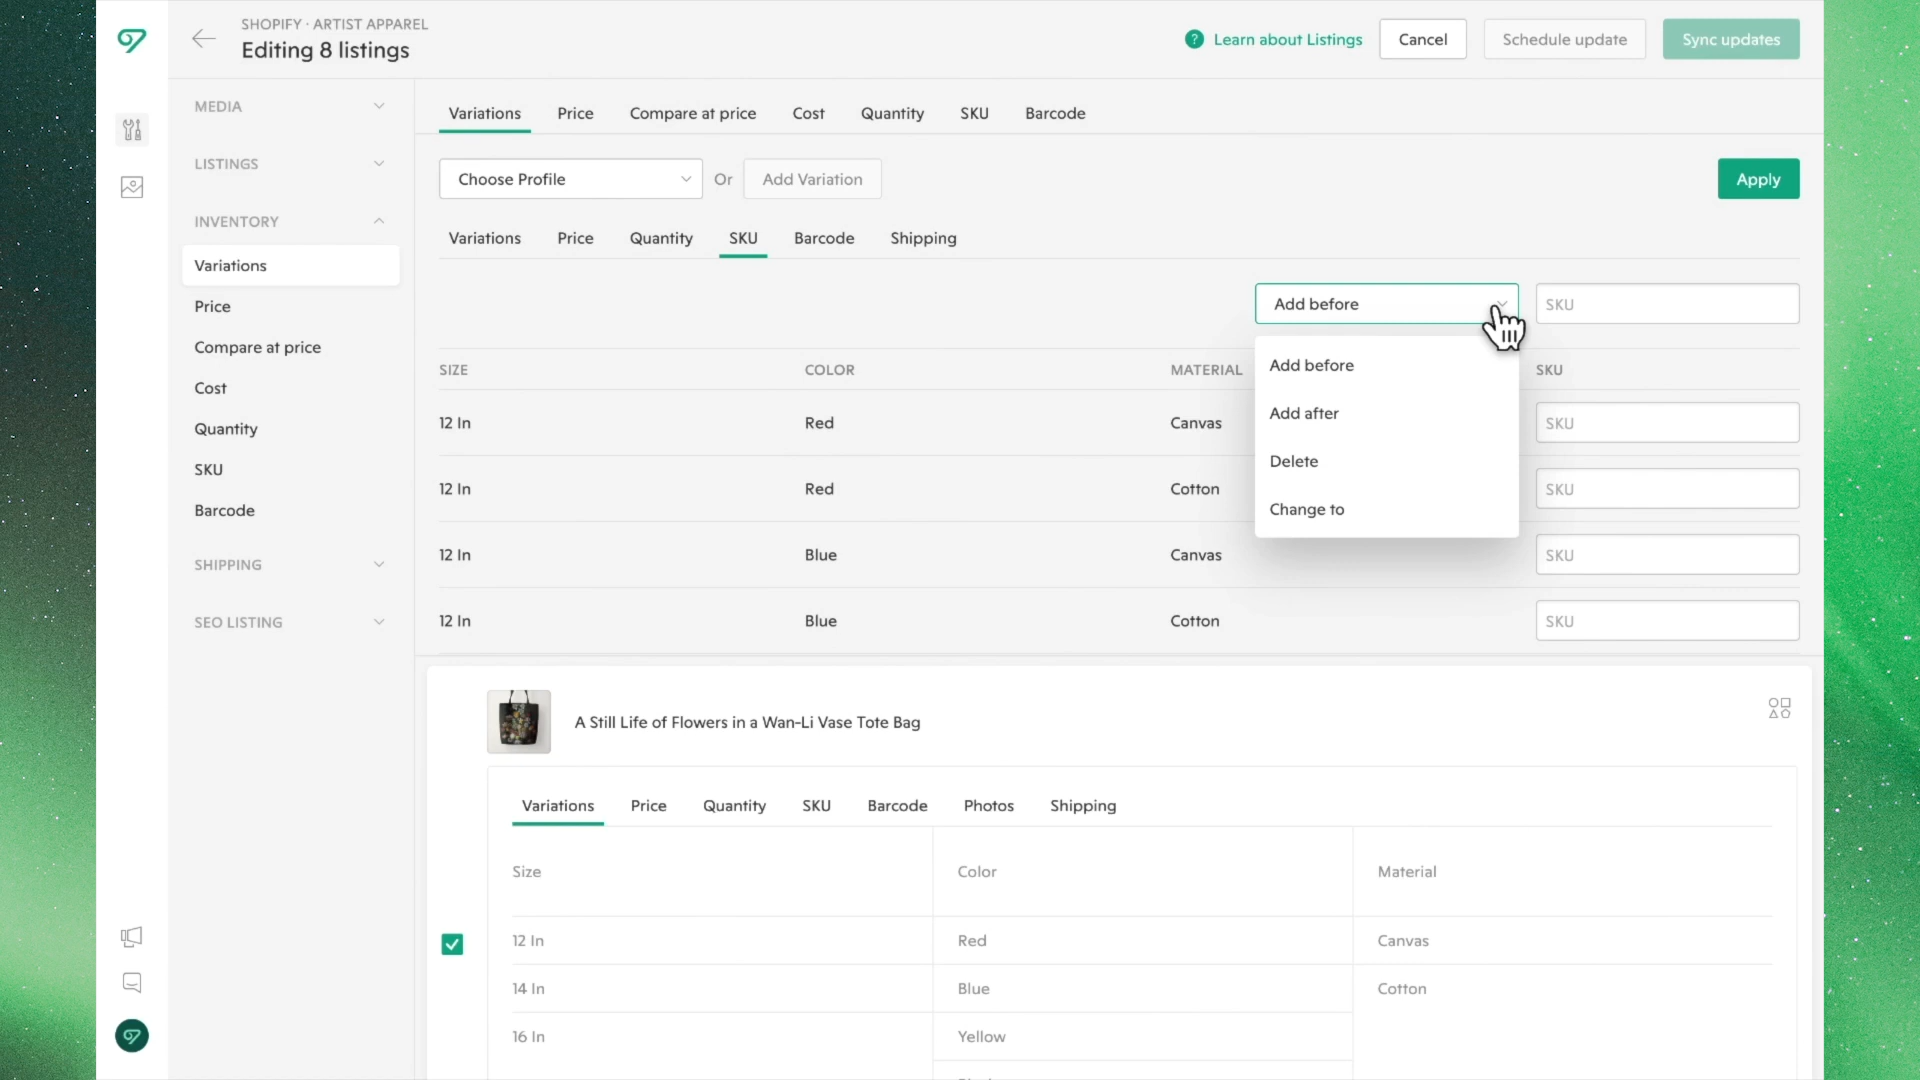 SHOPIFY · ARTIST APPAREL
Editing 8 listings
? Learn about Listings
Cancel
Schedule update
Sync updates
MEDIA
LISTINGS
INVENTORY
Variations
Price
Compare at price
Cost
Quantity
SKU
Barcode
SHIPPING
SEO LISTING
Variations Price Compare at price Cost Quantity SKU Barcode
Choose Profile Or Add Variation Apply
Variations Price Quantity SKU Barcode Shipping
Add before SKU
Add before
Add after
Delete
Change to
SIZE COLOR MATERIAL SKU
12 In Red Canvas SKU
12 In Red Cotton SKU
12 In Blue Canvas SKU
12 In Blue Cotton SKU
A Still Life of Flowers in a Wan-Li Vase Tote Bag
Variations Price Quantity SKU Barcode Photos Shipping
Size Color Material
12 In Red Canvas
14 In Blue Cotton
16 In Yellow